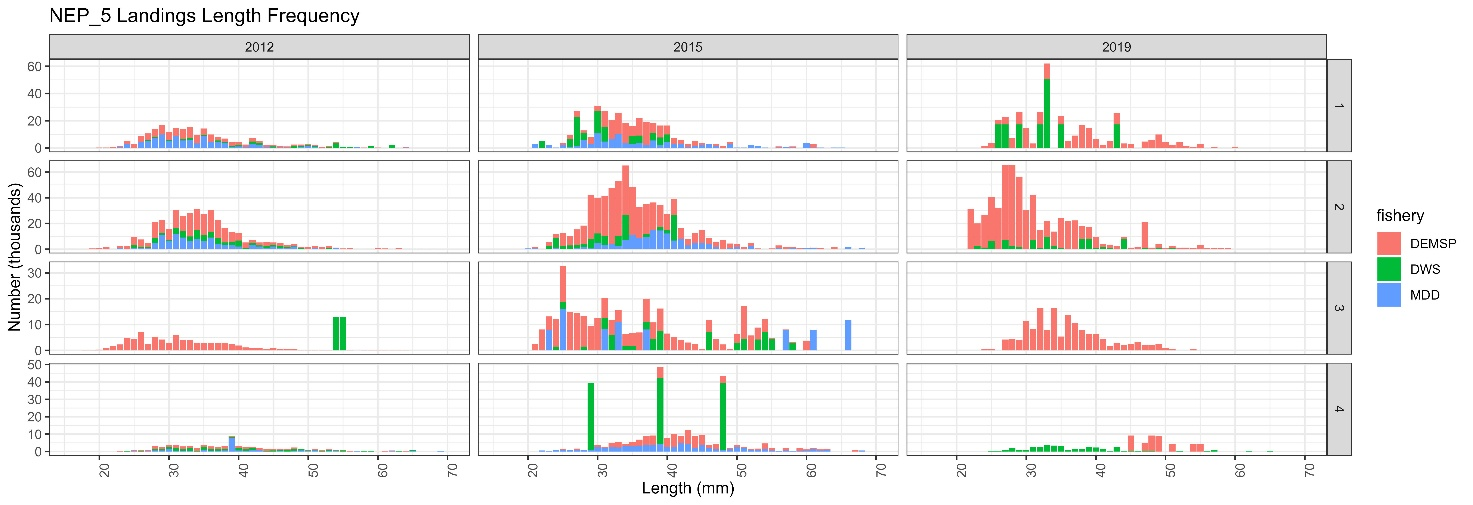 NEP_5 Landings Length Frequency
2012 2015 2019
60
40
20
0
1
60
40
20
0
2
30
20
10
0
3
50
40
30
20
10
0
4
20 30 40 50 60 70 20 30 40 50 60 70 20 30 40 50 60 70
Length (mm)
Number (thousands)
fishery
DEMSP
DWS
MDD